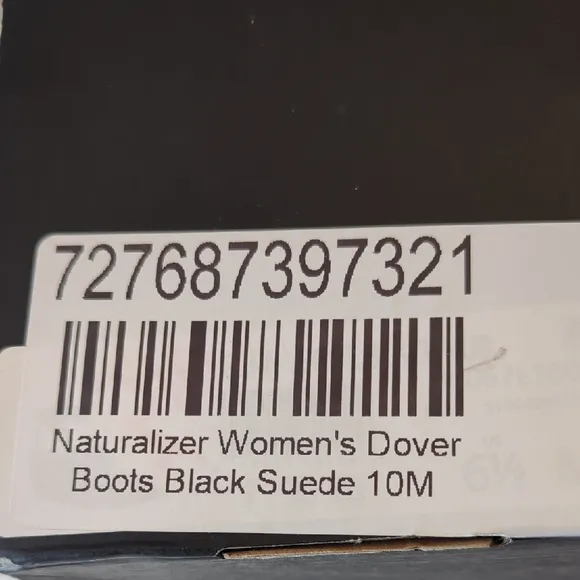 727687397321
Naturalizer Women's Dover
Boots Black Suede 10M